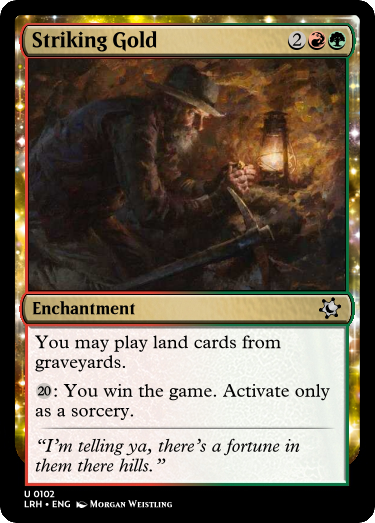 Striking Gold 2
Enchantment
You may play land cards from
graveyards.
20: You win the game. Activate only
as a sorcery.
“I’m telling ya, there’s a fortune in
them there hills.”
U 0102
LRH • ENG Morgan Weistling